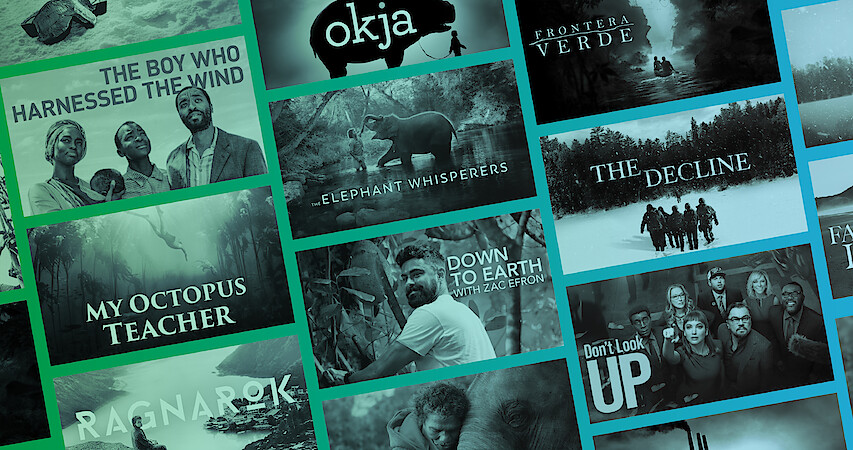 THE BOY WHO
HARNESSED THE WIND
MY OCTOPUS
TEACHER
RAGNAROK
okja
THE ELEPHANT WHISPERERS
DOWN
TO EARTH
WITH ZAC EFRON
FRONTERA
VERDE
THE DECLINE
Don't Look
UP